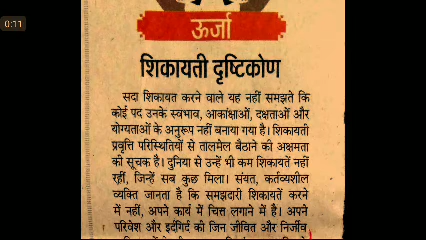 0:11
ऊर्जा
शिकायती दृष्टिकोण
सदा शिकायत करने वाले यह नहीं समझते कि
कोई पद उनके स्वभाव, आकांक्षाओं, दक्षताओं और
योग्यताओं के अनुरूप नहीं बनाया गया है। शिकायती
प्रवृत्ति परिस्थितियों से तालमेल बैठाने की अक्षमता
की सूचक है। दुनिया से उन्हें भी कम शिकायतें नहीं
रहीं, जिन्हें सब कुछ मिला। संयत, कर्तव्यशील
व्यक्ति जानता है कि समझदारी शिकायतें करने
में नहीं, अपने कार्य में चित्त लगाने में है। अपने
परिवेश और इर्दगिर्द की जिन जीवित और निर्जीव